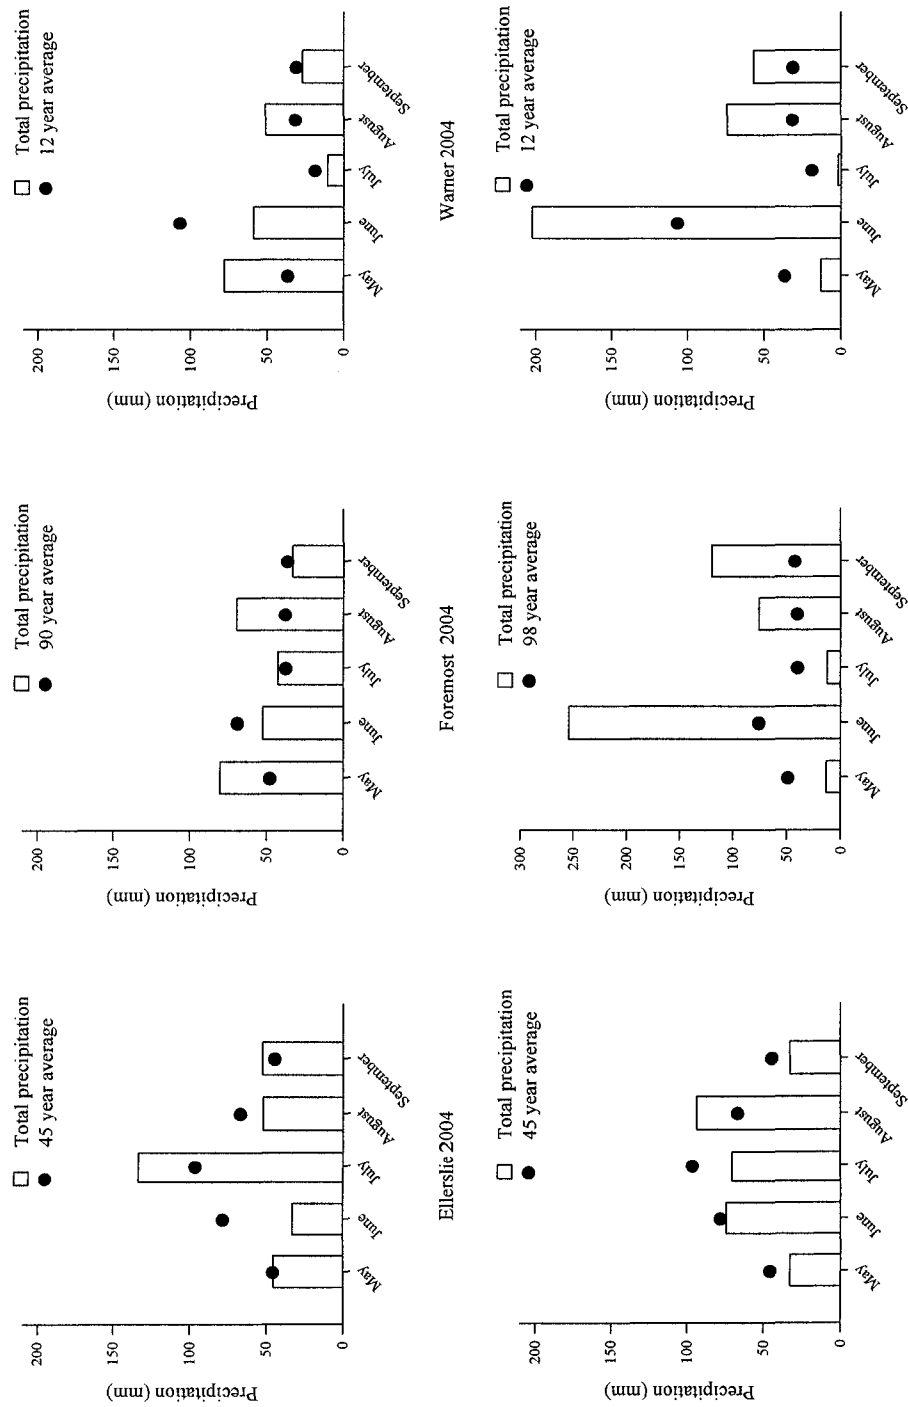 Total precipitation
45 year average
Precipitation (mm)
200
150
100
50
0
May
June
July
August
September
Ellerslie 2004
Total precipitation
90 year average
Precipitation (mm)
200
150
100
50
0
May
June
July
August
September
Foremost 2004
Total precipitation
12 year average
Precipitation (mm)
200
150
100
50
0
May
June
July
August
September
Warner 2004
Total precipitation
45 year average
Precipitation (mm)
200
150
100
50
0
May
June
July
August
September
Total precipitation
98 year average
Precipitation (mm)
300
250
200
150
100
50
0
May
June
July
August
September
Total precipitation
12 year average
Precipitation (mm)
200
150
100
50
0
May
June
July
August
September